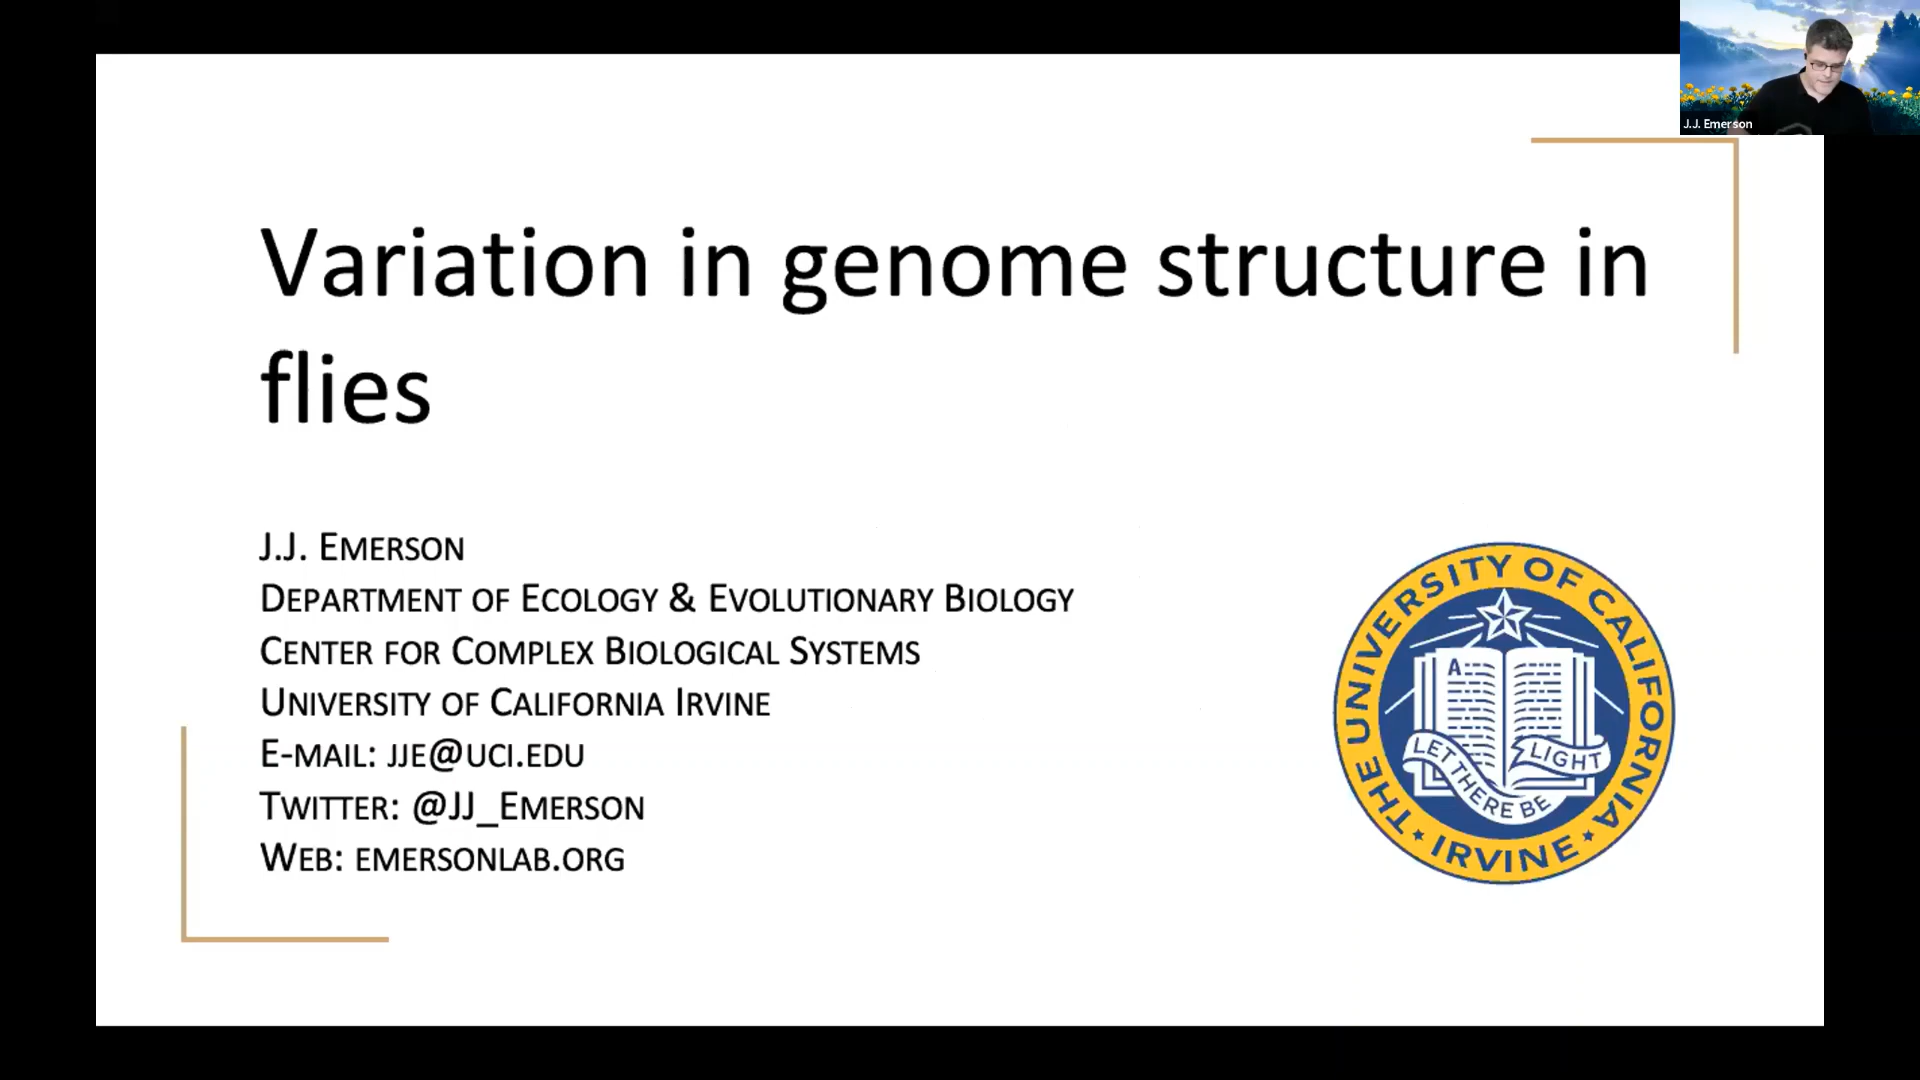 J.J. Emerson
Variation in genome structure in
flies
J.J. EMERSON
DEPARTMENT OF ECOLOGY & EVOLUTIONARY BIOLOGY
CENTER FOR COMPLEX BIOLOGICAL SYSTEMS
UNIVERSITY OF CALIFORNIA IRVINE
E-MAIL: JJE@UCI.EDU
TWITTER: @JJ_EMERSON
WEB: EMERSONLAB.ORG
THE UNIVERSITY OF CALIFORNIA
A
LET THERE BE LIGHT
IRVINE